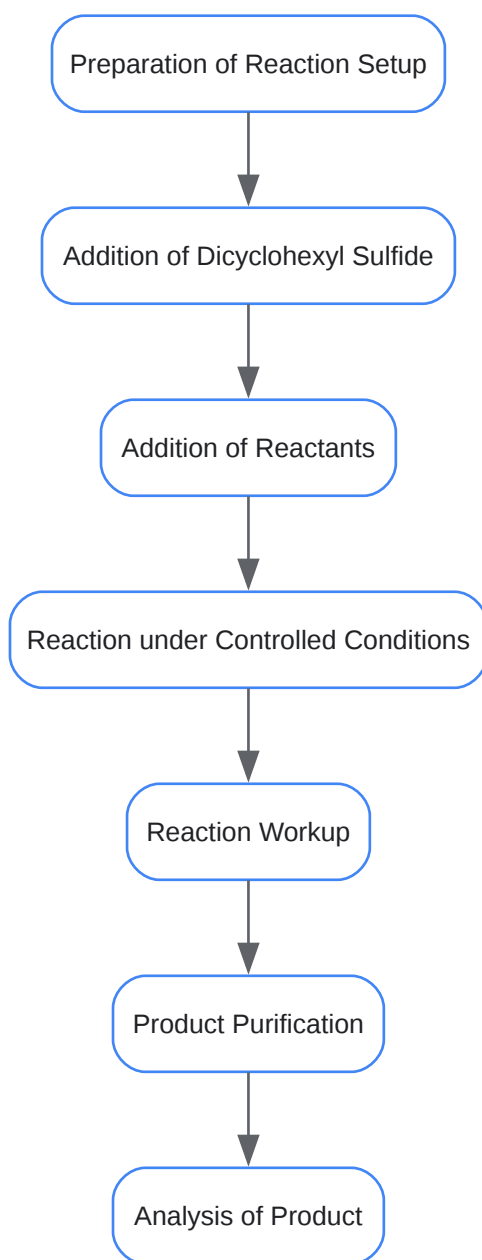 Preparation of Reaction Setup
Addition of Dicyclohexyl Sulfide
Addition of Reactants
Reaction under Controlled Conditions
Reaction Workup
Product Purification
Analysis of Product